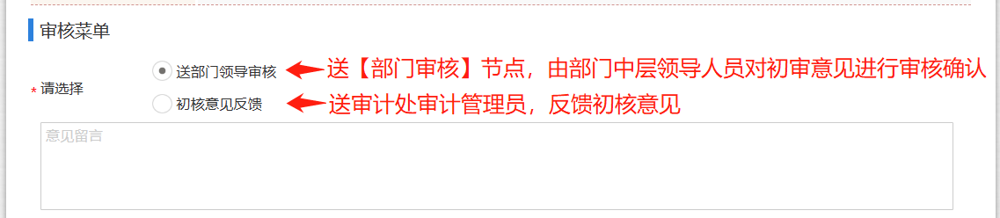 审核菜单
送部门领导审核 送【部门审核】节点，由部门中层领导人员对初审意见进行审核确认
* 请选择
初核意见反馈 送审计处审计管理员，反馈初核意见
意见留言